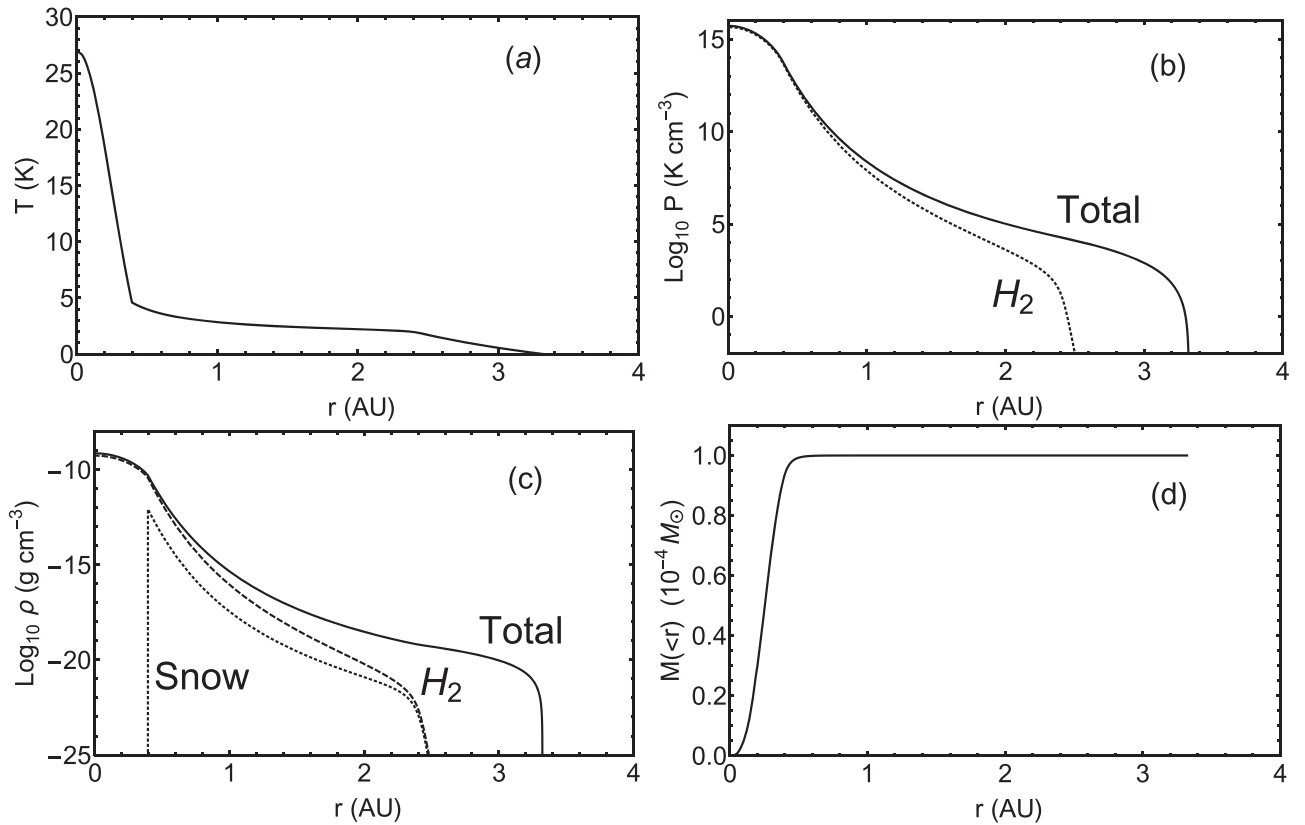 30
25
20
15
10
5
0
T (K)
0 1 2 3 4
r (AU)
(a)
15
10
5
0
Log10 P (K cm−3)
0 1 2 3 4
r (AU)
(b)
Total
H2
−10
−15
−20
−25
Log10 ρ (g cm−3)
0 1 2 3 4
r (AU)
(c)
Total
H2
Snow
1.0
0.8
0.6
0.4
0.2
0.0
M(<r) (10−4 M⊙)
0 1 2 3 4
r (AU)
(d)